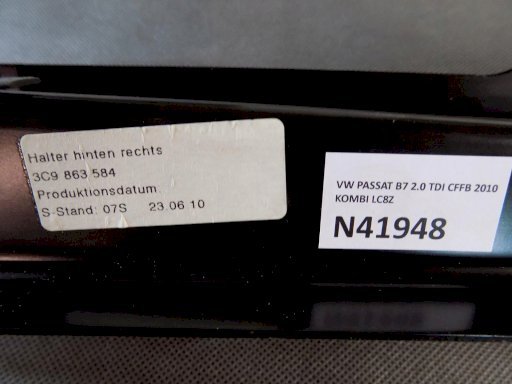 Halter hinten rechts
3C9 863 584
Produktionsdatum:
S-Stand: 07S 23.06 10
VW PASSAT B7 2.0 TDI CFFB 2010
KOMBI LC8Z
N41948